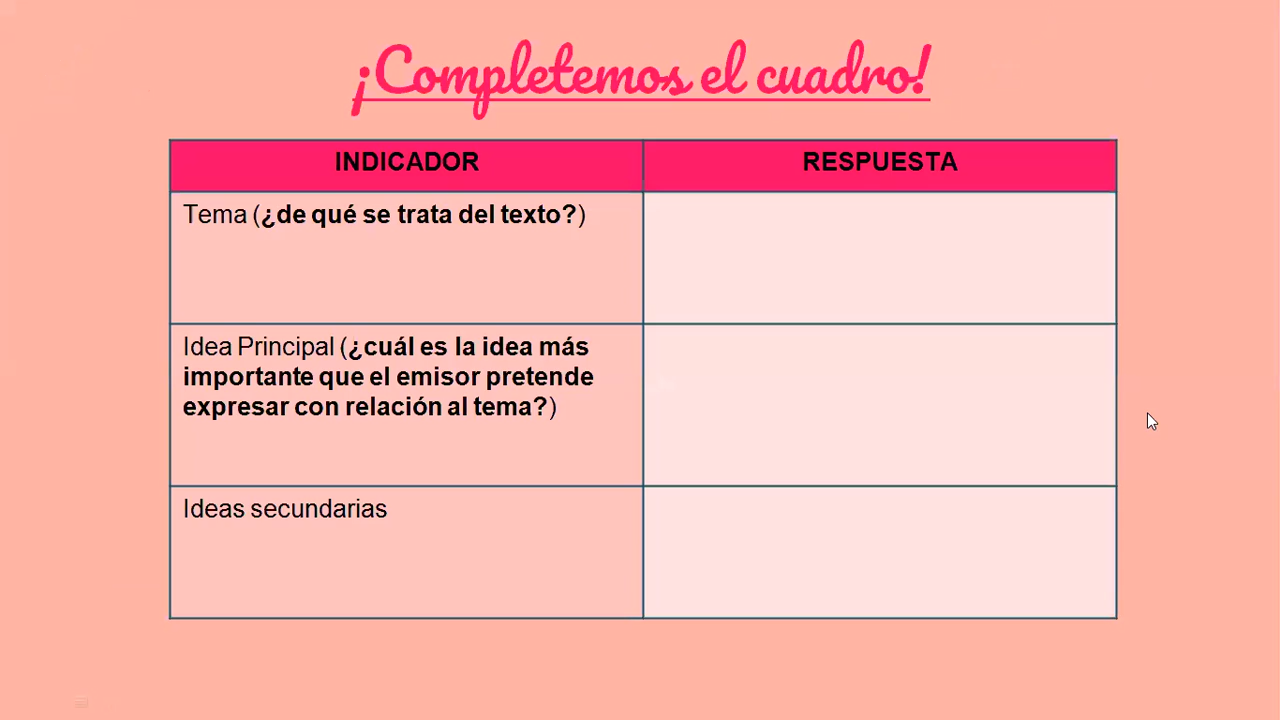 ¡Completemos el cuadro!
INDICADOR
RESPUESTA
Tema (¿de qué se trata del texto?)
Idea Principal (¿cuál es la idea más
importante que el emisor pretende
expresar con relación al tema?)
Ideas secundarias